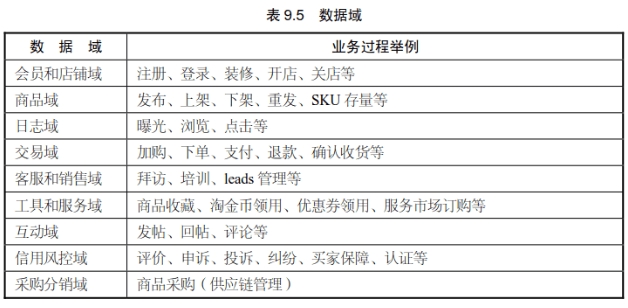 表 9.5 数据域
数 据 域 业务过程举例
会员和店铺域 注册、登录、装修、开店、关店等
商品域 发布、上架、下架、重发、SKU 存量等
日志域 曝光、浏览、点击等
交易域 加购、下单、支付、退款、确认收货等
客服和销售域 拜访、培训、leads 管理等
工具和服务域 商品收藏、淘金币领用、优惠券领用、服务市场订购等
互动域 发帖、回帖、评论等
信用风控域 评价、申诉、投诉、纠纷、买家保障、认证等
采购分销域 商品采购（供应链管理）